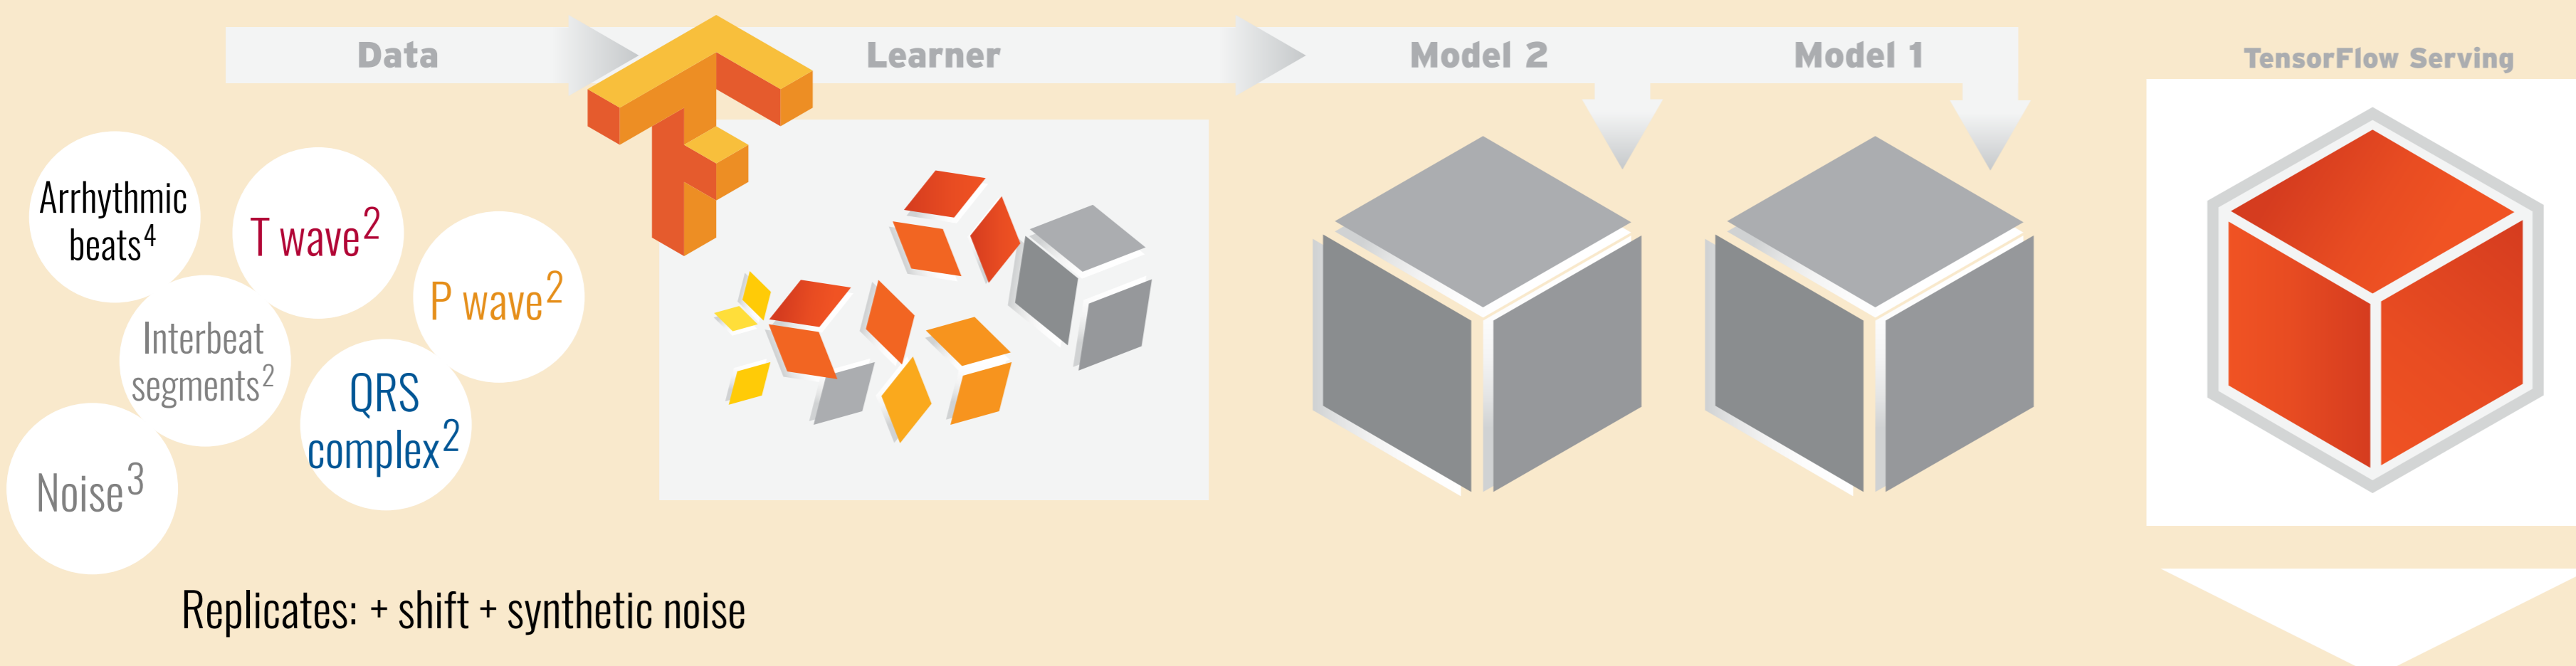 Data
Learner
Model 2
Model 1
TensorFlow Serving
Arrhythmic
beats⁴
T wave²
P wave²
Interbeat
segments²
QRS
complex²
Noise³
Replicates: + shift + synthetic noise